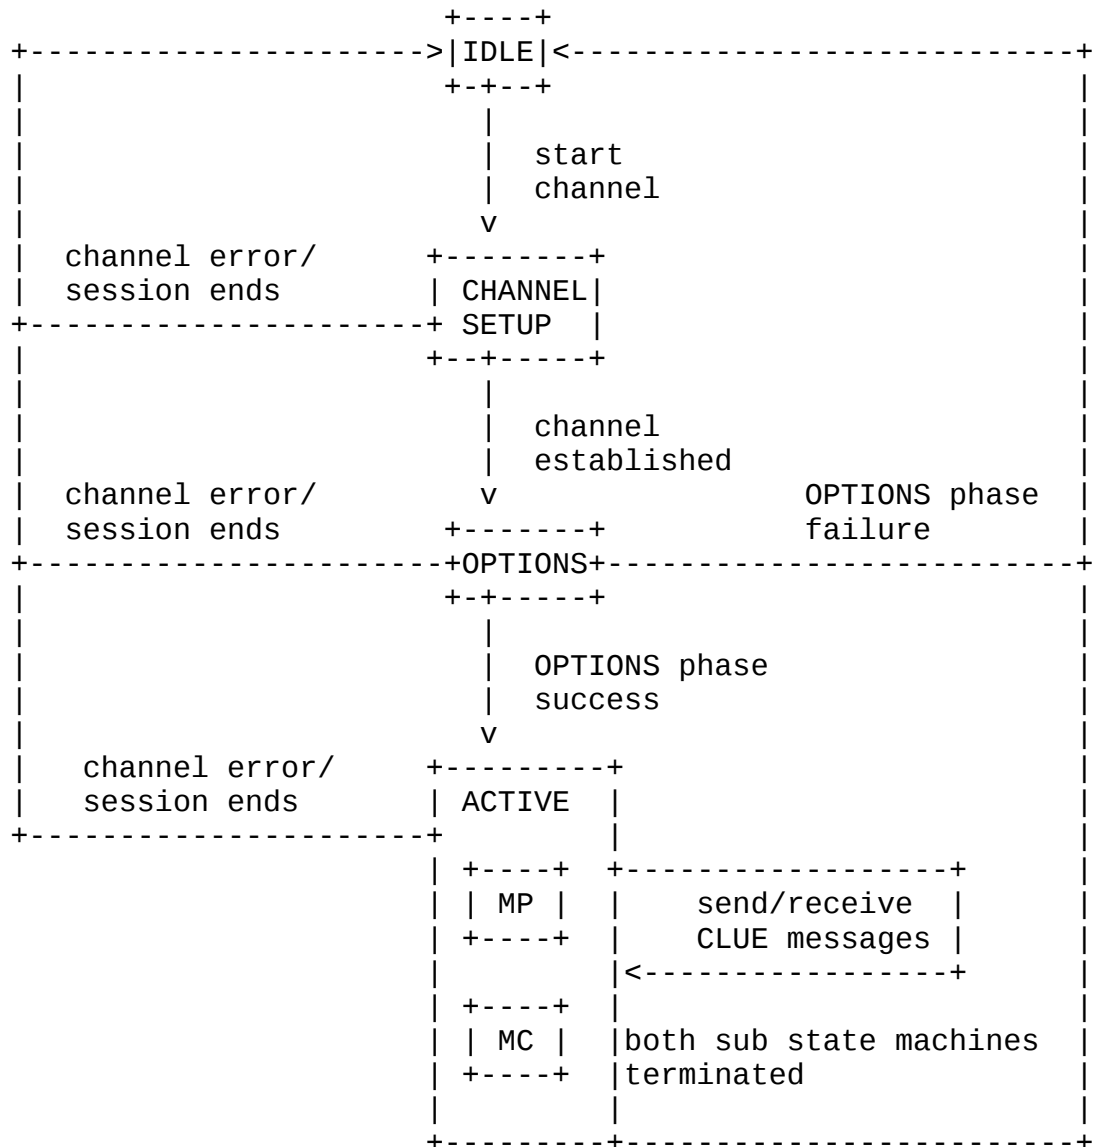 IDLE
start
channel
channel error/
session ends
CHANNEL
SETUP
channel
established
channel error/
session ends
OPTIONS phase
failure
OPTIONS
OPTIONS phase
success
channel error/
session ends
ACTIVE
MP
send/receive
CLUE messages
MC
both sub state machines
terminated